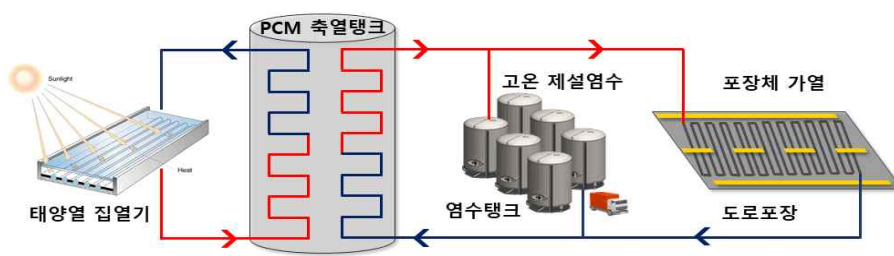 PCM 축열탱크
Sunlight
고온 제설염수
포장체 가열
Heat
태양열 집열기
염수탱크
도로포장